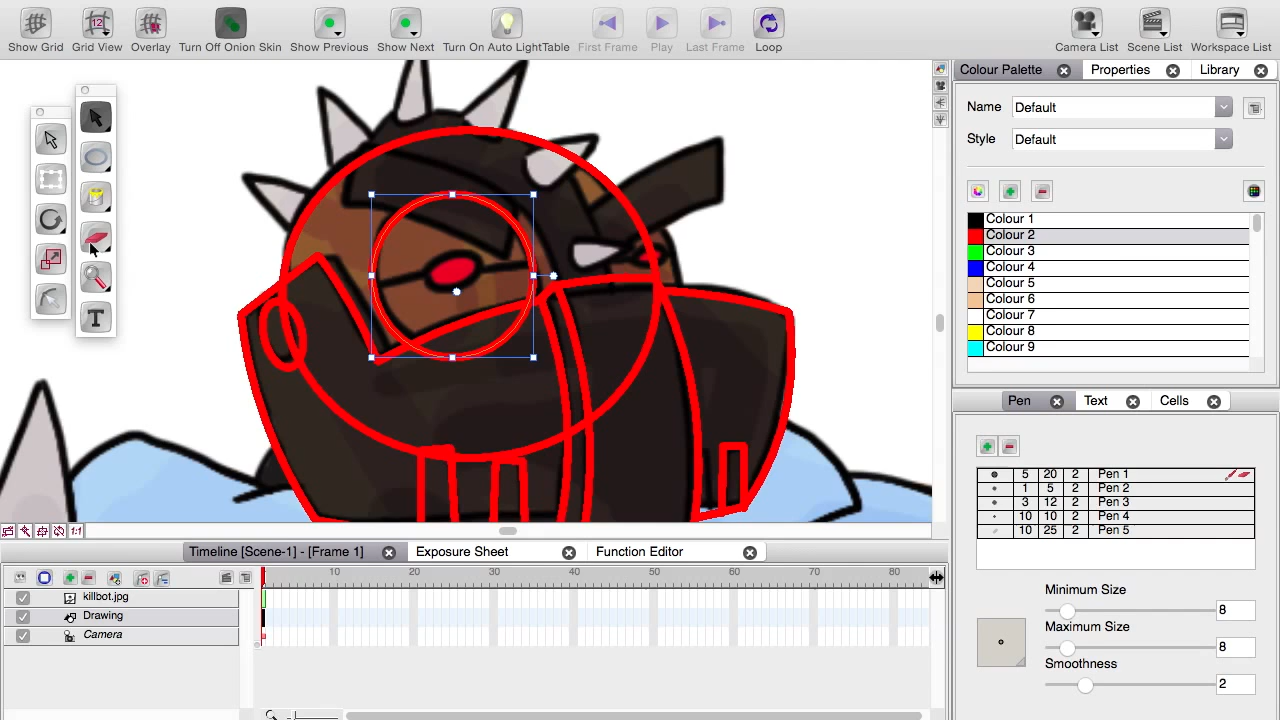 Show Grid Grid View Overlay Turn Off Onion Skin Show Previous Show Next Turn On Auto LightTable First Frame Play Last Frame Loop Camera List Scene List Workspace List
12
Colour Palette Properties Library
Name Default
Style Default
Colour 1
Colour 2
Colour 3
Colour 4
Colour 5
Colour 6
Colour 7
Colour 8
Colour 9
T
Pen Text Cells
5 20 2 Pen 1
1 5 2 Pen 2
3 12 2 Pen 3
10 10 2 Pen 4
10 25 2 Pen 5
1:1
Timeline [Scene-1] - [Frame 1] Exposure Sheet Function Editor
10 20 30 40 50 60 70 80
killbot.jpg
Drawing
Camera
Minimum Size
8
Maximum Size
8
Smoothness
2